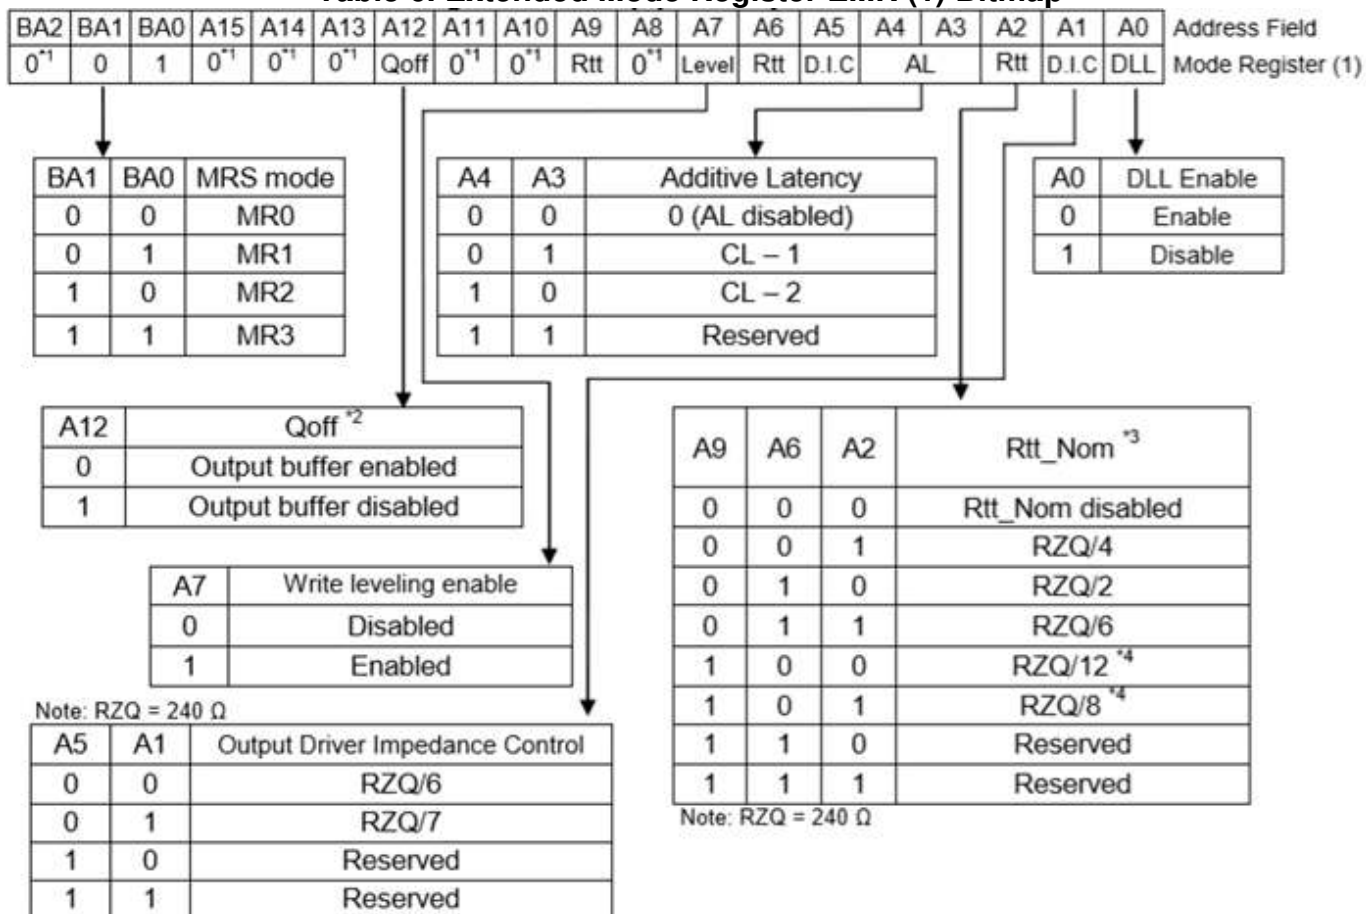 Table 6. Extended Mode Register EMR (1) Bitmap
BA2 BA1 BA0 A15 A14 A13 A12 A11 A10 A9 A8 A7 A6 A5 A4 A3 A2 A1 A0 Address Field
0*1 0 1 0*1 0*1 0*1 Qoff 0*1 0*1 Rtt 0*1 Level Rtt D.I.C AL Rtt D.I.C DLL Mode Register (1)
BA1 BA0 MRS mode
0 0 MR0
0 1 MR1
1 0 MR2
1 1 MR3
A4 A3 Additive Latency
0 0 0 (AL disabled)
0 1 CL – 1
1 0 CL – 2
1 1 Reserved
A0 DLL Enable
0 Enable
1 Disable
A12 Qoff *2
0 Output buffer enabled
1 Output buffer disabled
A9 A6 A2 Rtt_Nom *3
0 0 0 Rtt_Nom disabled
0 0 1 RZQ/4
0 1 0 RZQ/2
0 1 1 RZQ/6
1 0 0 RZQ/12 *4
1 0 1 RZQ/8 *4
1 1 0 Reserved
1 1 1 Reserved
Note: RZQ = 240 Ω
A7 Write leveling enable
0 Disabled
1 Enabled
Note: RZQ = 240 Ω
A5 A1 Output Driver Impedance Control
0 0 RZQ/6
0 1 RZQ/7
1 0 Reserved
1 1 Reserved